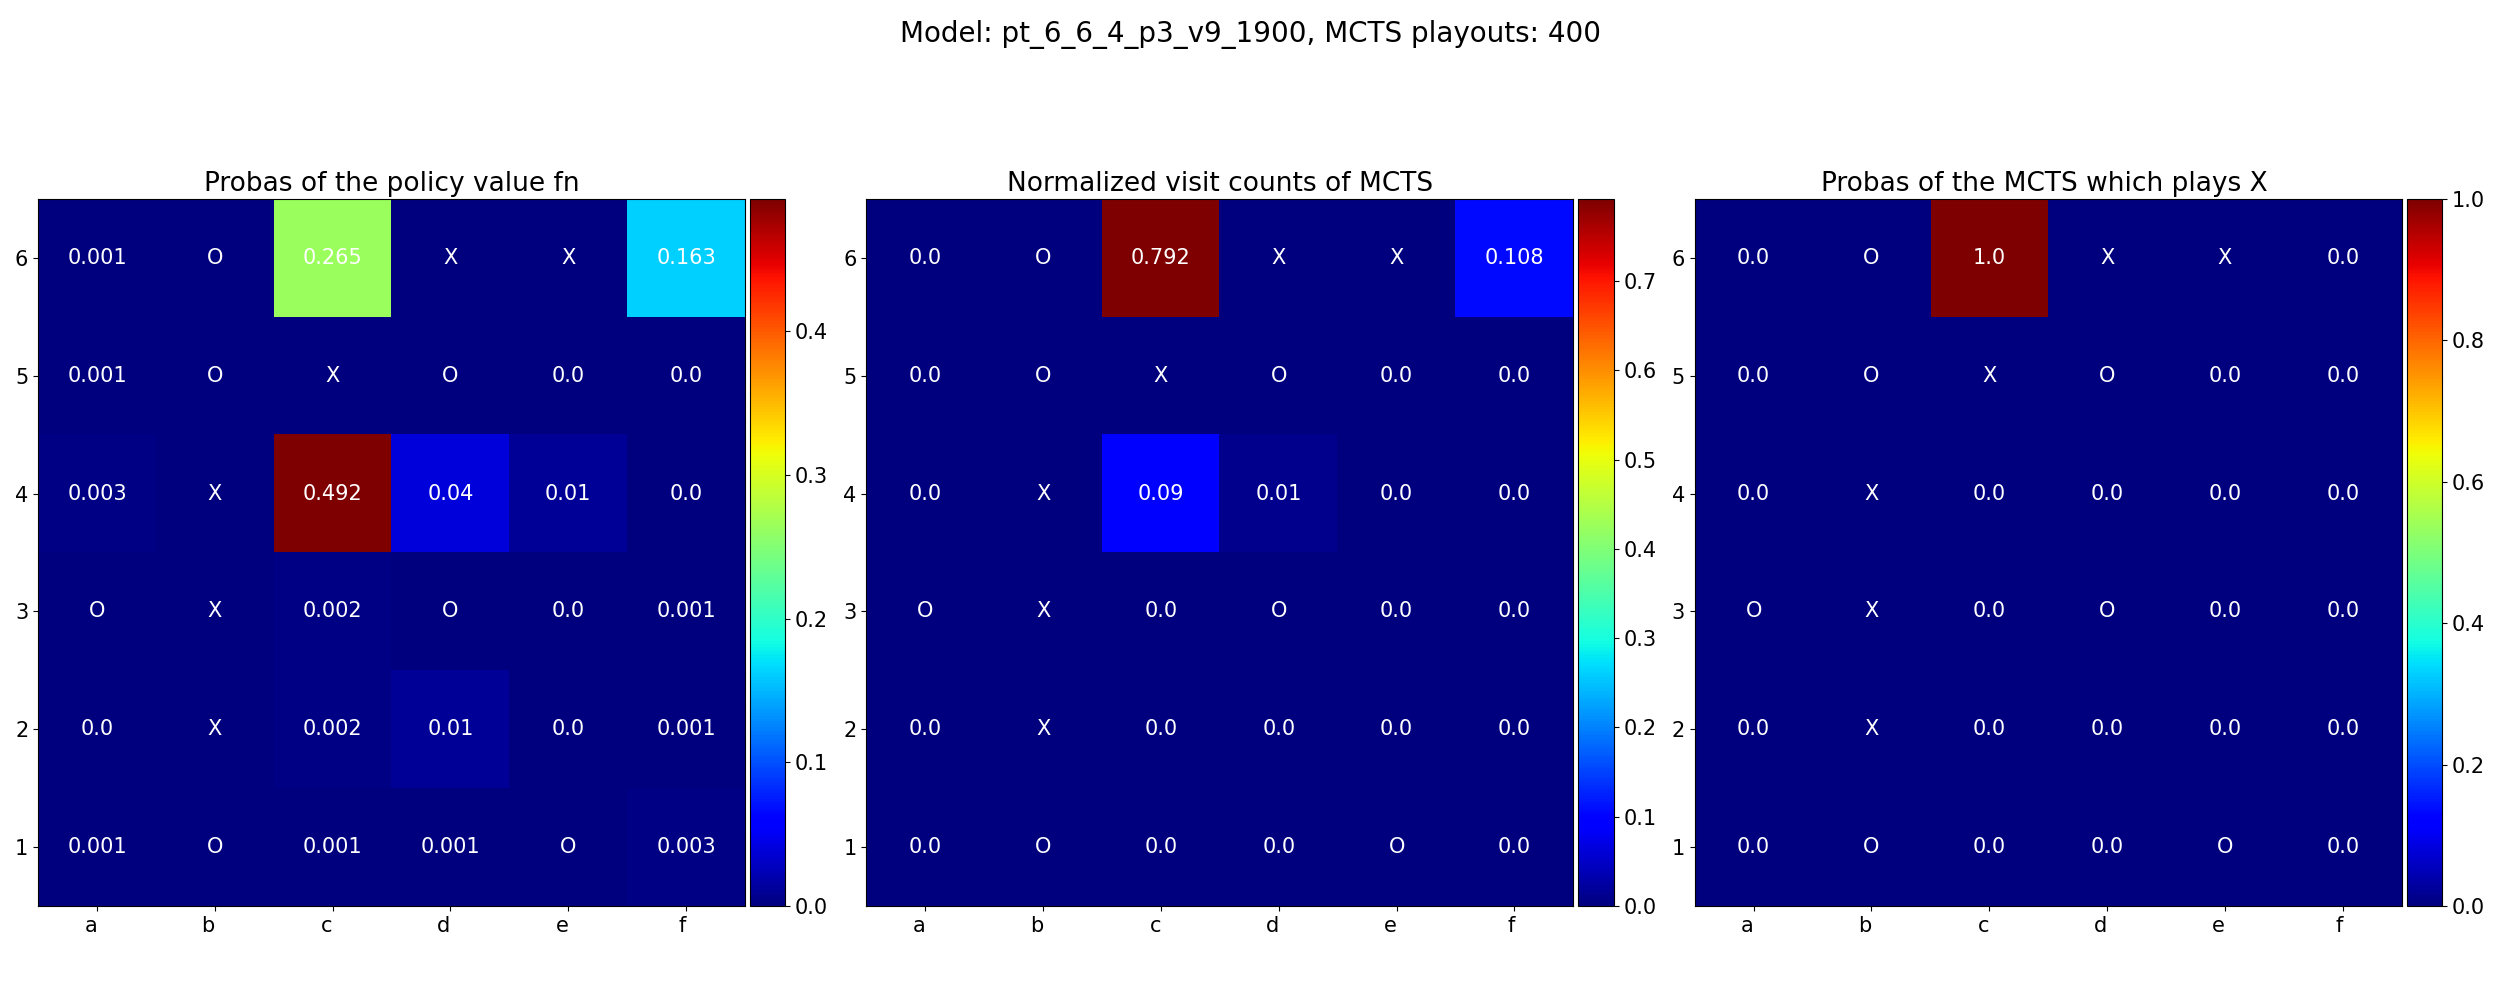 Model: pt_6_6_4_p3_v9_1900, MCTS playouts: 400
Probas of the policy value fn
6 0.001 O 0.265 X X 0.163
5 0.001 O X O 0.0 0.0
4 0.003 X 0.492 0.04 0.01 0.0
3 O X 0.002 O 0.0 0.001
2 0.0 X 0.002 0.01 0.0 0.001
1 0.001 O 0.001 0.001 O 0.003
a b c d e f
0.4
0.3
0.2
0.1
0.0
Normalized visit counts of MCTS
6 0.0 O 0.792 X X 0.108
5 0.0 O X O 0.0 0.0
4 0.0 X 0.09 0.01 0.0 0.0
3 O X 0.0 O 0.0 0.0
2 0.0 X 0.0 0.0 0.0 0.0
1 0.0 O 0.0 0.0 O 0.0
a b c d e f
0.7
0.6
0.5
0.4
0.3
0.2
0.1
0.0
Probas of the MCTS which plays X
6 0.0 O 1.0 X X 0.0
5 0.0 O X O 0.0 0.0
4 0.0 X 0.0 0.0 0.0 0.0
3 O X 0.0 O 0.0 0.0
2 0.0 X 0.0 0.0 0.0 0.0
1 0.0 O 0.0 0.0 O 0.0
a b c d e f
1.0
0.8
0.6
0.4
0.2
0.0